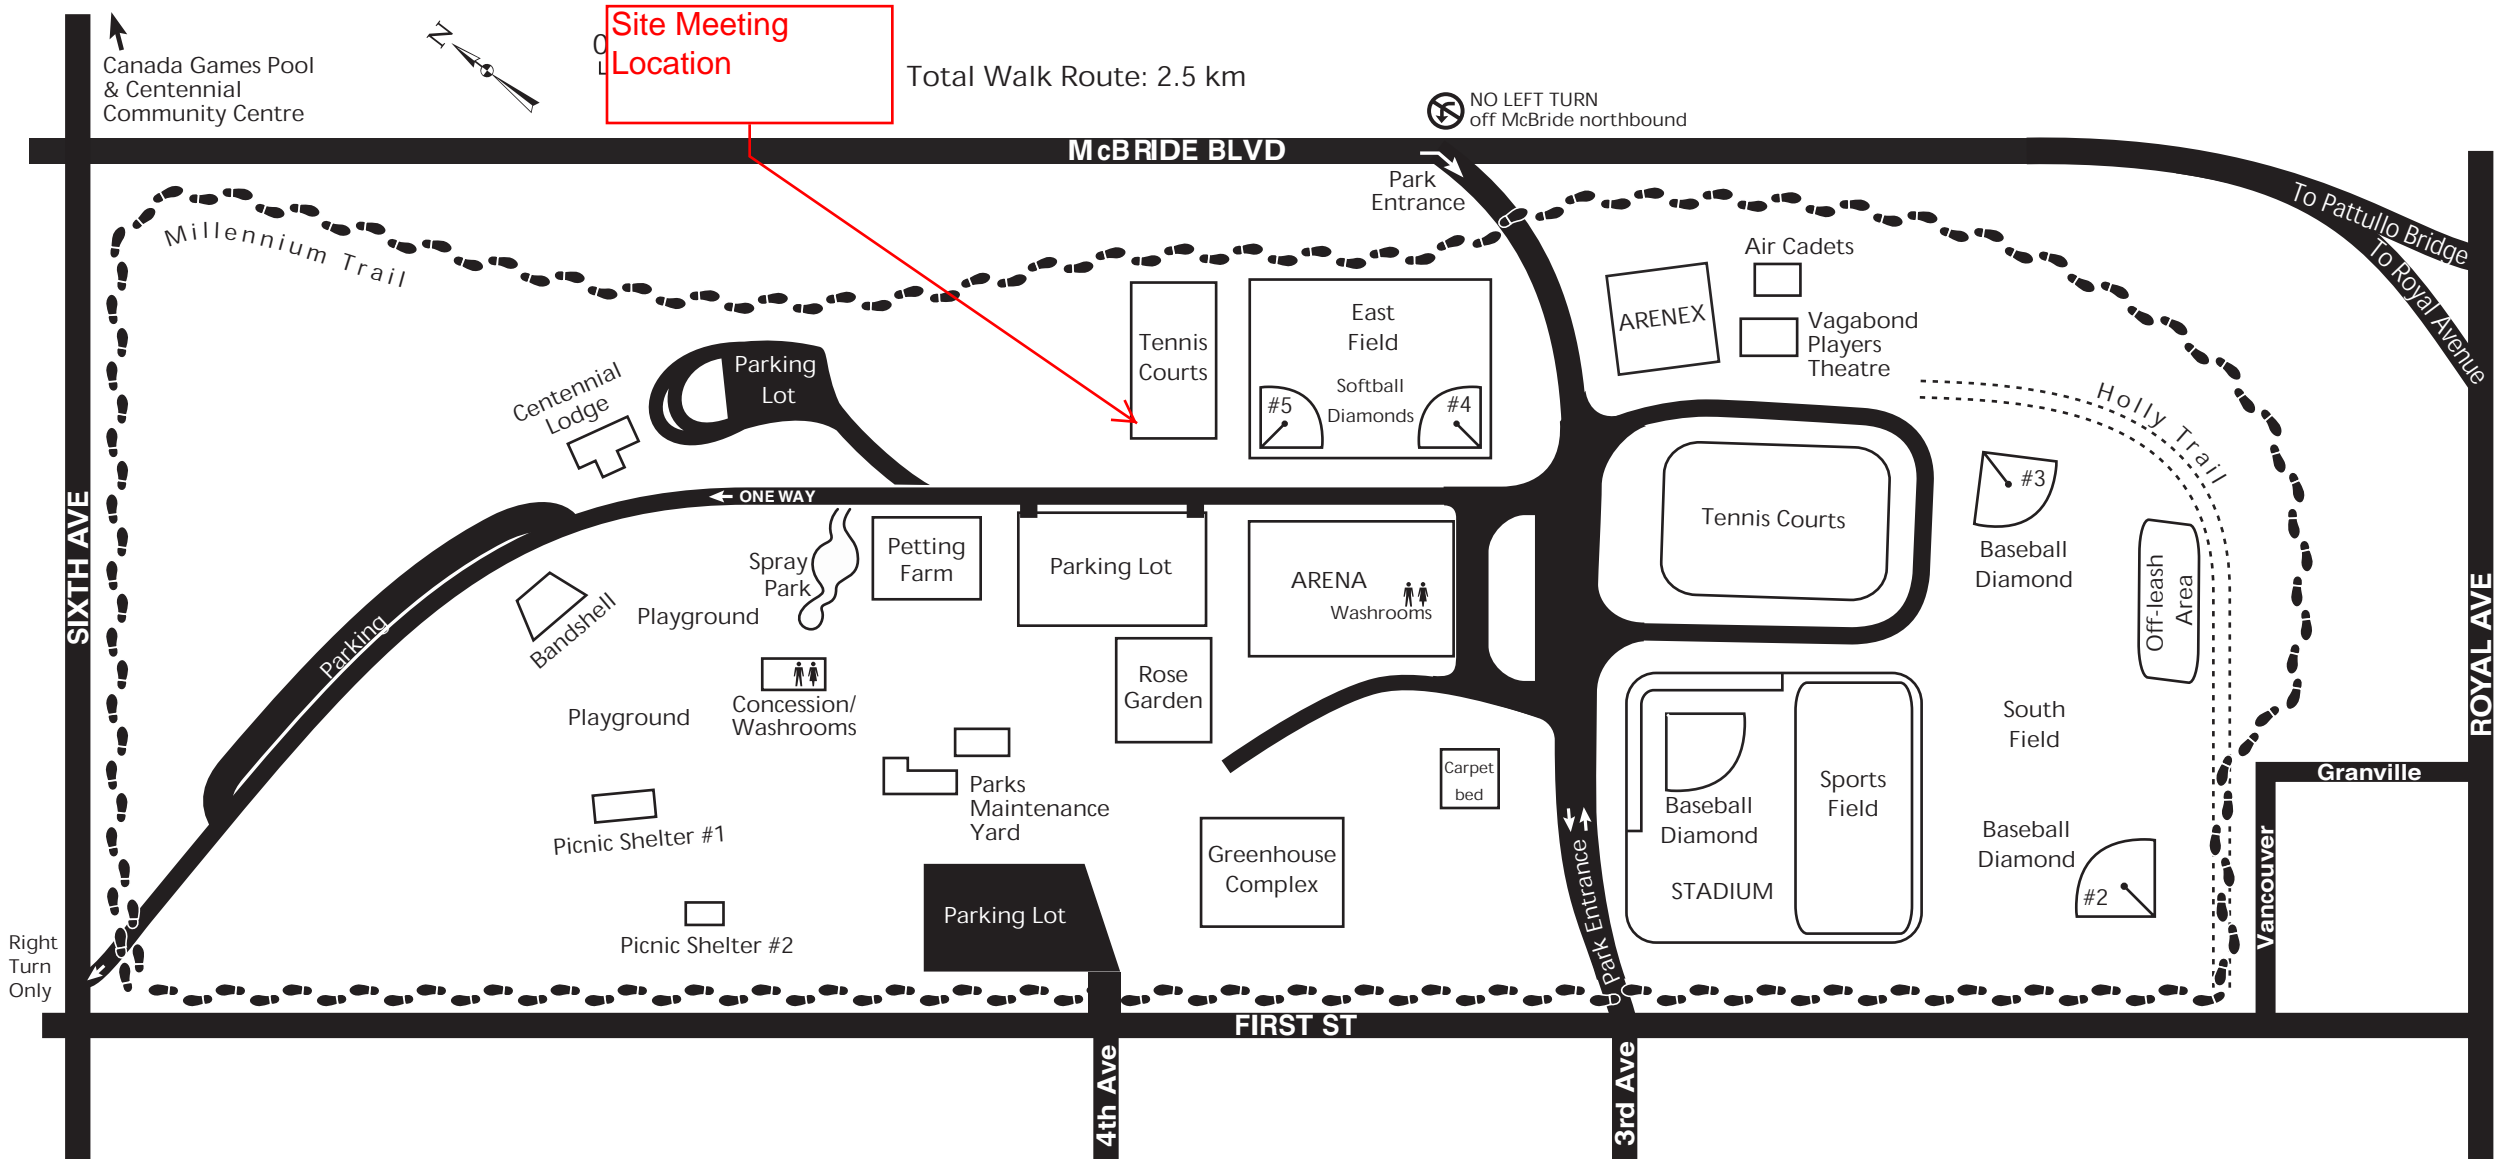 Canada Games Pool
& Centennial
Community Centre
N
Site Meeting
Location
Total Walk Route: 2.5 km
NO LEFT TURN
off McBride northbound
McBRIDE BLVD
Park
Entrance
To Pattullo Bridge
To Royal Avenue
Millennium Trail
Air Cadets
ARENEX
Vagabond
Players
Theatre
East
Field
Softball
Diamonds
#5
#4
Tennis
Courts
Parking
Lot
Centennial
Lodge
Holly Trail
#3
Baseball
Diamond
SIXTH AVE
ONE WAY
Tennis Courts
Spray
Park
Petting
Farm
Parking Lot
ARENA
Washrooms
Off-leash
Area
Parking
Bandshell
Playground
ROYAL AVE
Rose
Garden
Concession/
Washrooms
Playground
South
Field
Granville
Carpet
bed
Parks
Maintenance
Yard
Sports
Field
Baseball
Diamond
STADIUM
Picnic Shelter #1
Greenhouse
Complex
Baseball
Diamond
#2
Vancouver
Parking Lot
Park Entrance
Picnic Shelter #2
Right
Turn
Only
FIRST ST
4th Ave
3rd Ave